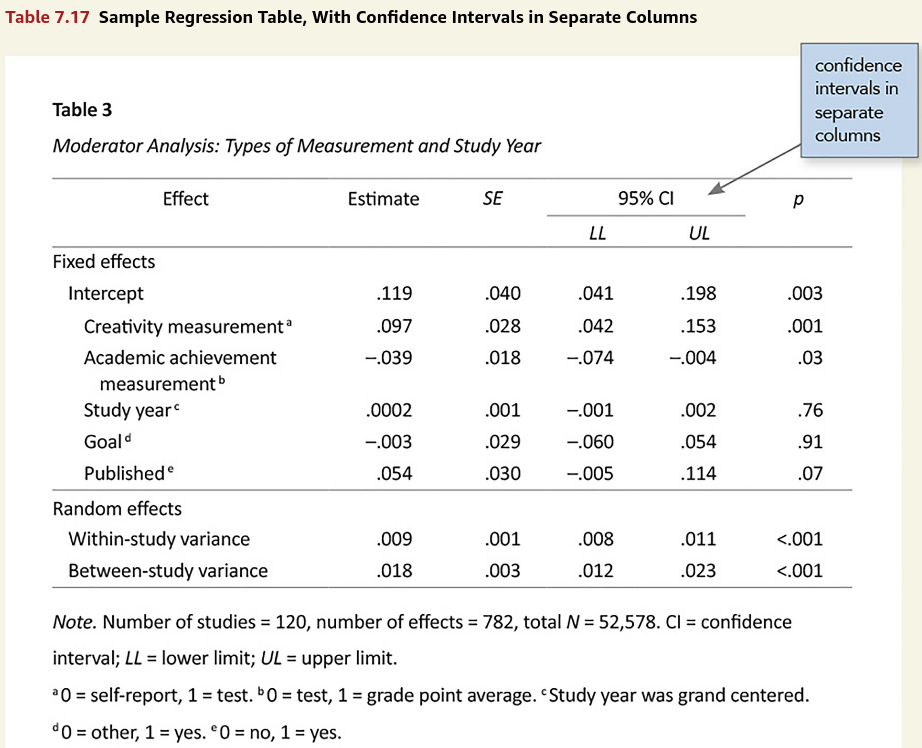 Table 7.17 Sample Regression Table, With Confidence Intervals in Separate Columns
confidence
intervals in
separate
columns
Table 3
Moderator Analysis: Types of Measurement and Study Year
Effect Estimate SE 95% CI p
LL UL
Fixed effects
Intercept .119 .040 .041 .198 .003
Creativity measurement ᵃ .097 .028 .042 .153 .001
Academic achievement –.039 .018 –.074 –.004 .03
measurement ᵇ
Study year ᶜ .0002 .001 –.001 .002 .76
Goal ᵈ –.003 .029 –.060 .054 .91
Published ᵉ .054 .030 –.005 .114 .07
Random effects
Within-study variance .009 .001 .008 .011 <.001
Between-study variance .018 .003 .012 .023 <.001
Note. Number of studies = 120, number of effects = 782, total N = 52,578. CI = confidence
interval; LL = lower limit; UL = upper limit.
ᵃ 0 = self-report, 1 = test. ᵇ 0 = test, 1 = grade point average. ᶜ Study year was grand centered.
ᵈ 0 = other, 1 = yes. ᵉ 0 = no, 1 = yes.